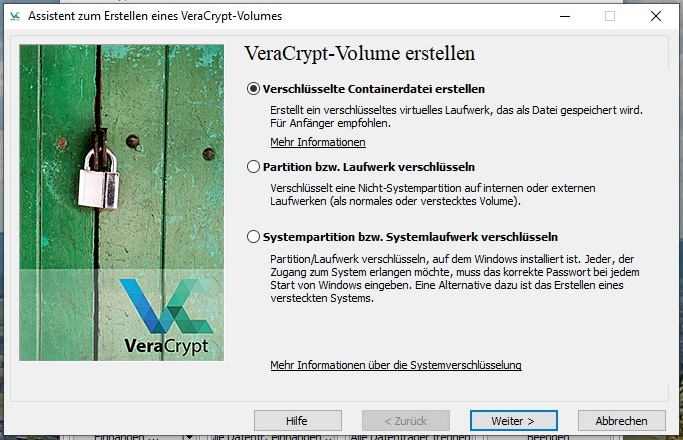 Assistent zum Erstellen eines VeraCrypt-Volumes
VeraCrypt-Volume erstellen
Verschlüsselte Containerdatei erstellen
Erstellt ein verschlüsseltes virtuelles Laufwerk, das als Datei gespeichert wird.
Für Anfänger empfohlen.
Mehr Informationen
Partition bzw. Laufwerk verschlüsseln
Verschlüsselt eine Nicht-Systempartition auf internen oder externen
Laufwerken (als normales oder verstecktes Volume).
Systempartition bzw. Systemlaufwerk verschlüsseln
Partition/Laufwerk verschlüsseln, auf dem Windows installiert ist. Jeder, der
Zugang zum System erlangen möchte, muss das korrekte Passwort bei jedem
Start von Windows eingeben. Eine Alternative dazu ist das Erstellen eines
versteckten Systems.
VeraCrypt
Mehr Informationen über die Systemverschlüsselung
Hilfe
< Zurück
Weiter >
Abbrechen